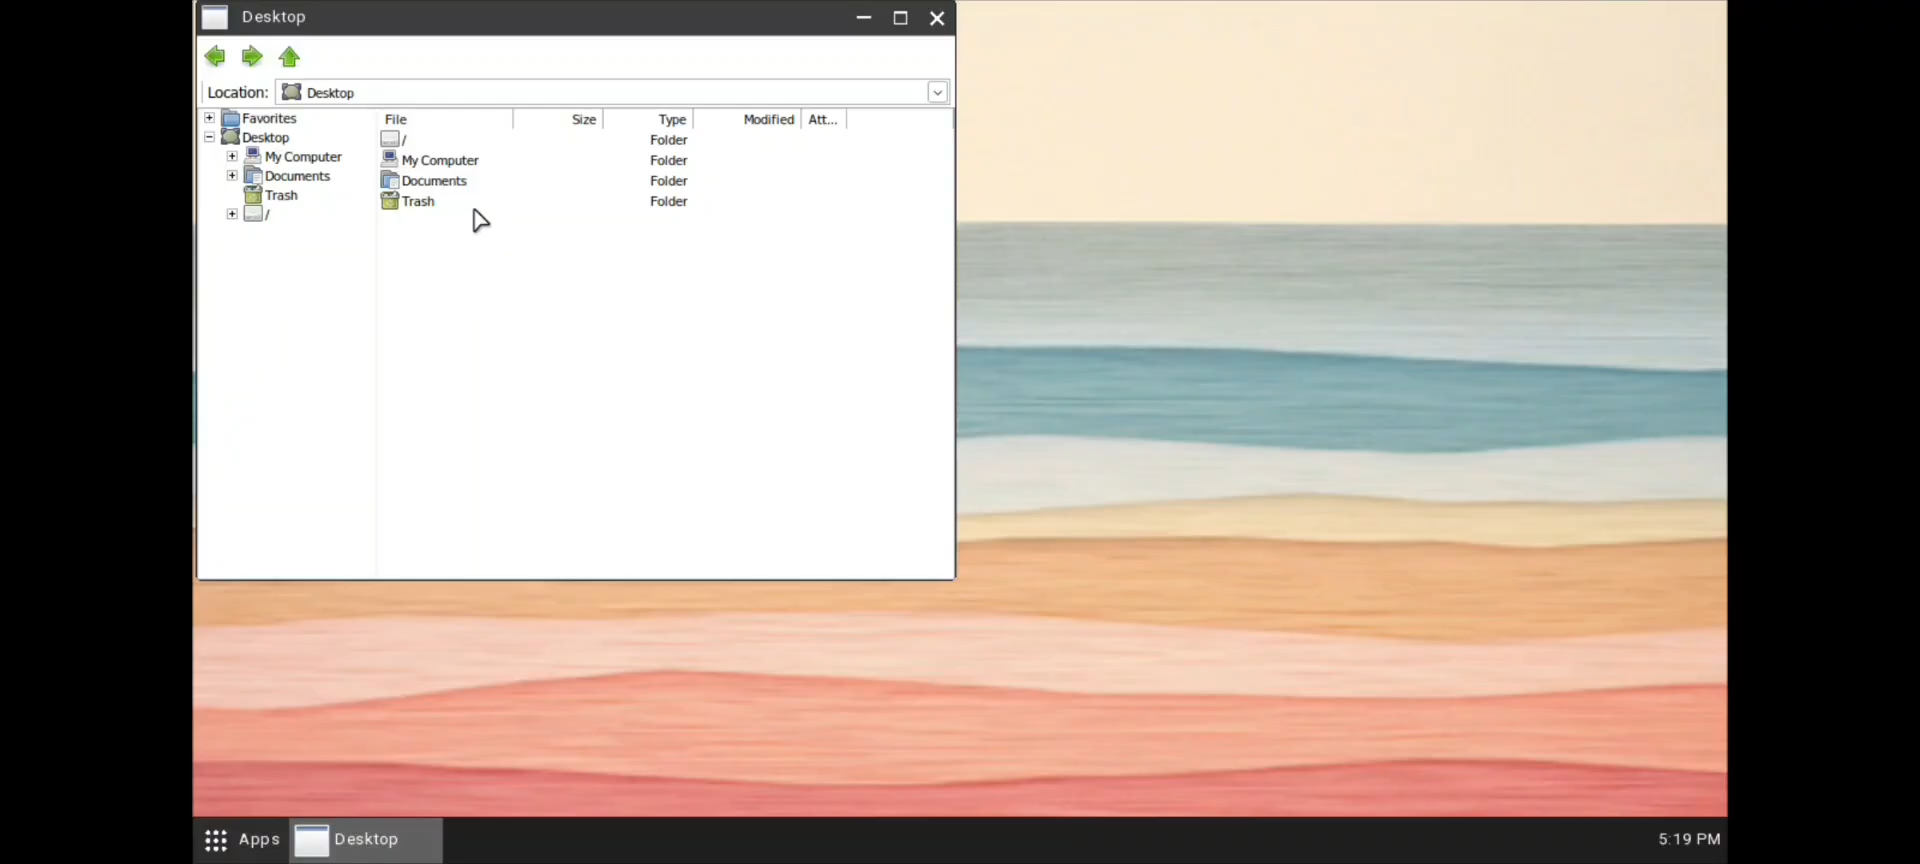 Desktop
Location: Desktop
Favorites
Desktop
My Computer
Documents
Trash
/
File Size Type Modified Att...
/ Folder
My Computer Folder
Documents Folder
Trash Folder
Apps Desktop 5:19 PM